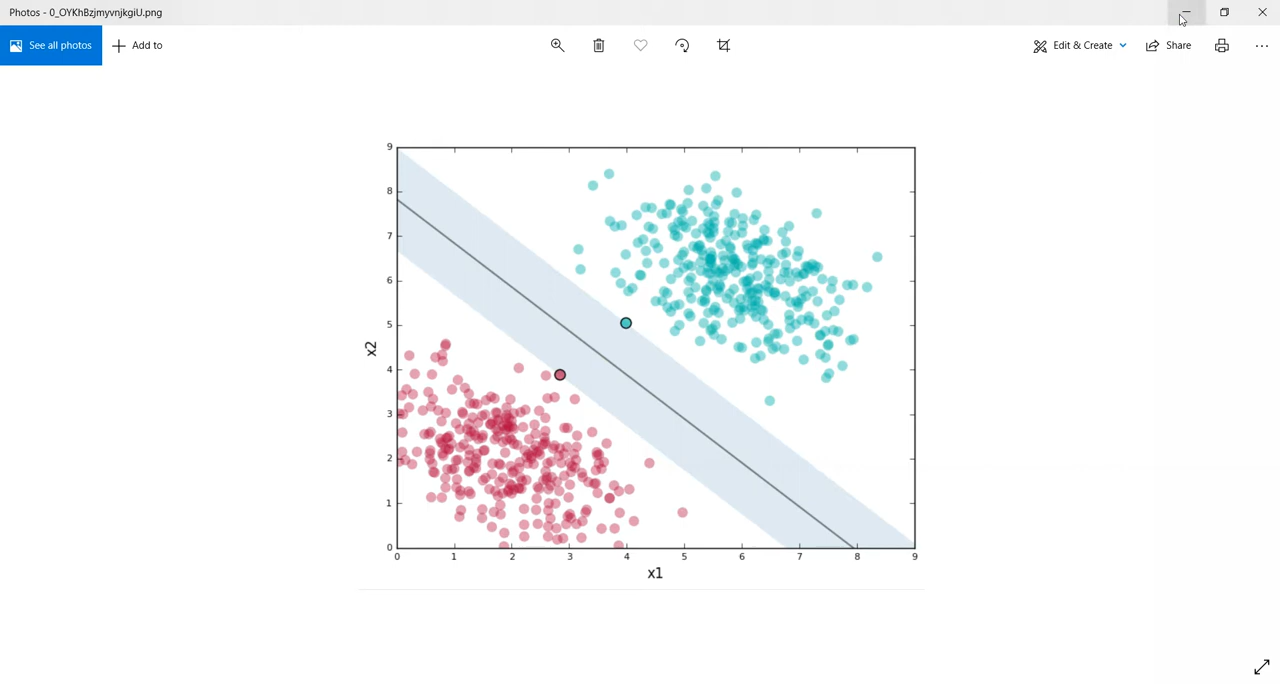 Photos - 0_OYKhBzjmyvnjkgiU.png
See all photos
Add to
Edit & Create
Share
9
8
7
6
5
4
3
2
1
0
x2
0 1 2 3 4 5 6 7 8 9
x1